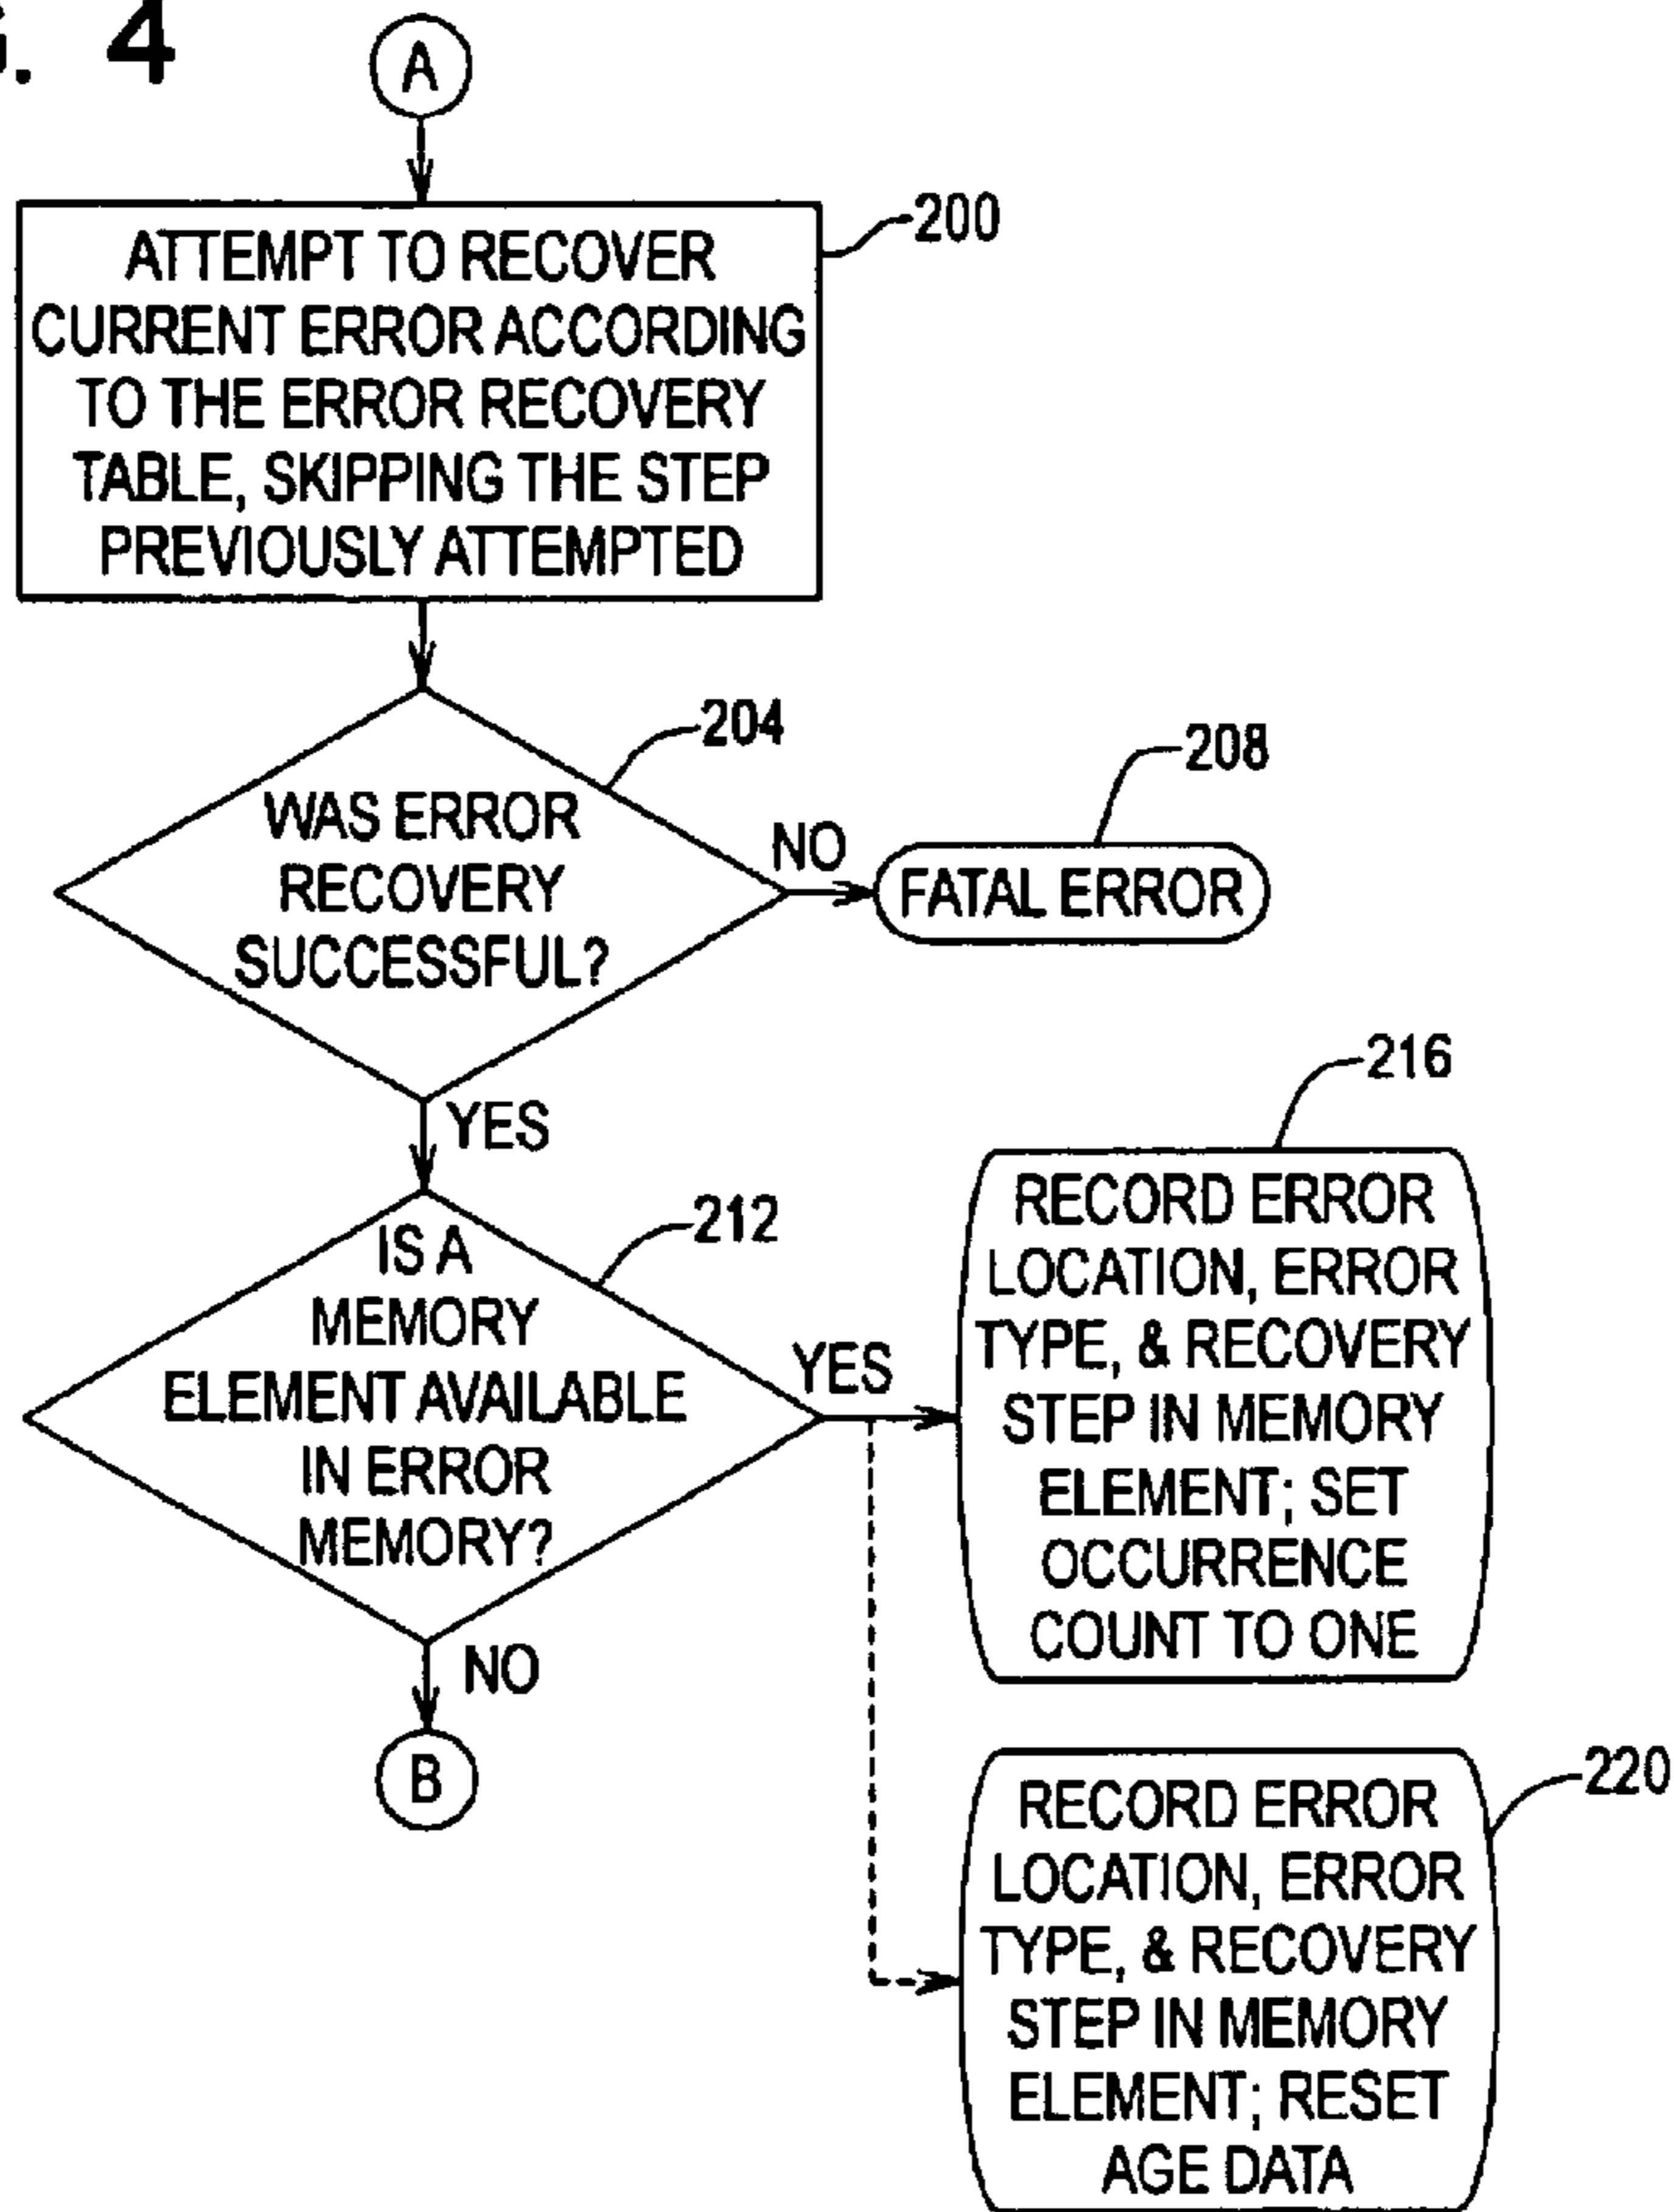 4
A
200
ATTEMPT TO RECOVER
CURRENT ERROR ACCORDING
TO THE ERROR RECOVERY
TABLE, SKIPPING THE STEP
PREVIOUSLY ATTEMPTED
204
208
WAS ERROR
RECOVERY
SUCCESSFUL?
NO
FATAL ERROR
YES
216
212
IS A
MEMORY
ELEMENT AVAILABLE
IN ERROR
MEMORY?
YES
RECORD ERROR
LOCATION, ERROR
TYPE, & RECOVERY
STEP IN MEMORY
ELEMENT; SET
OCCURRENCE
COUNT TO ONE
NO
B
220
RECORD ERROR
LOCATION, ERROR
TYPE, & RECOVERY
STEP IN MEMORY
ELEMENT; RESET
AGE DATA